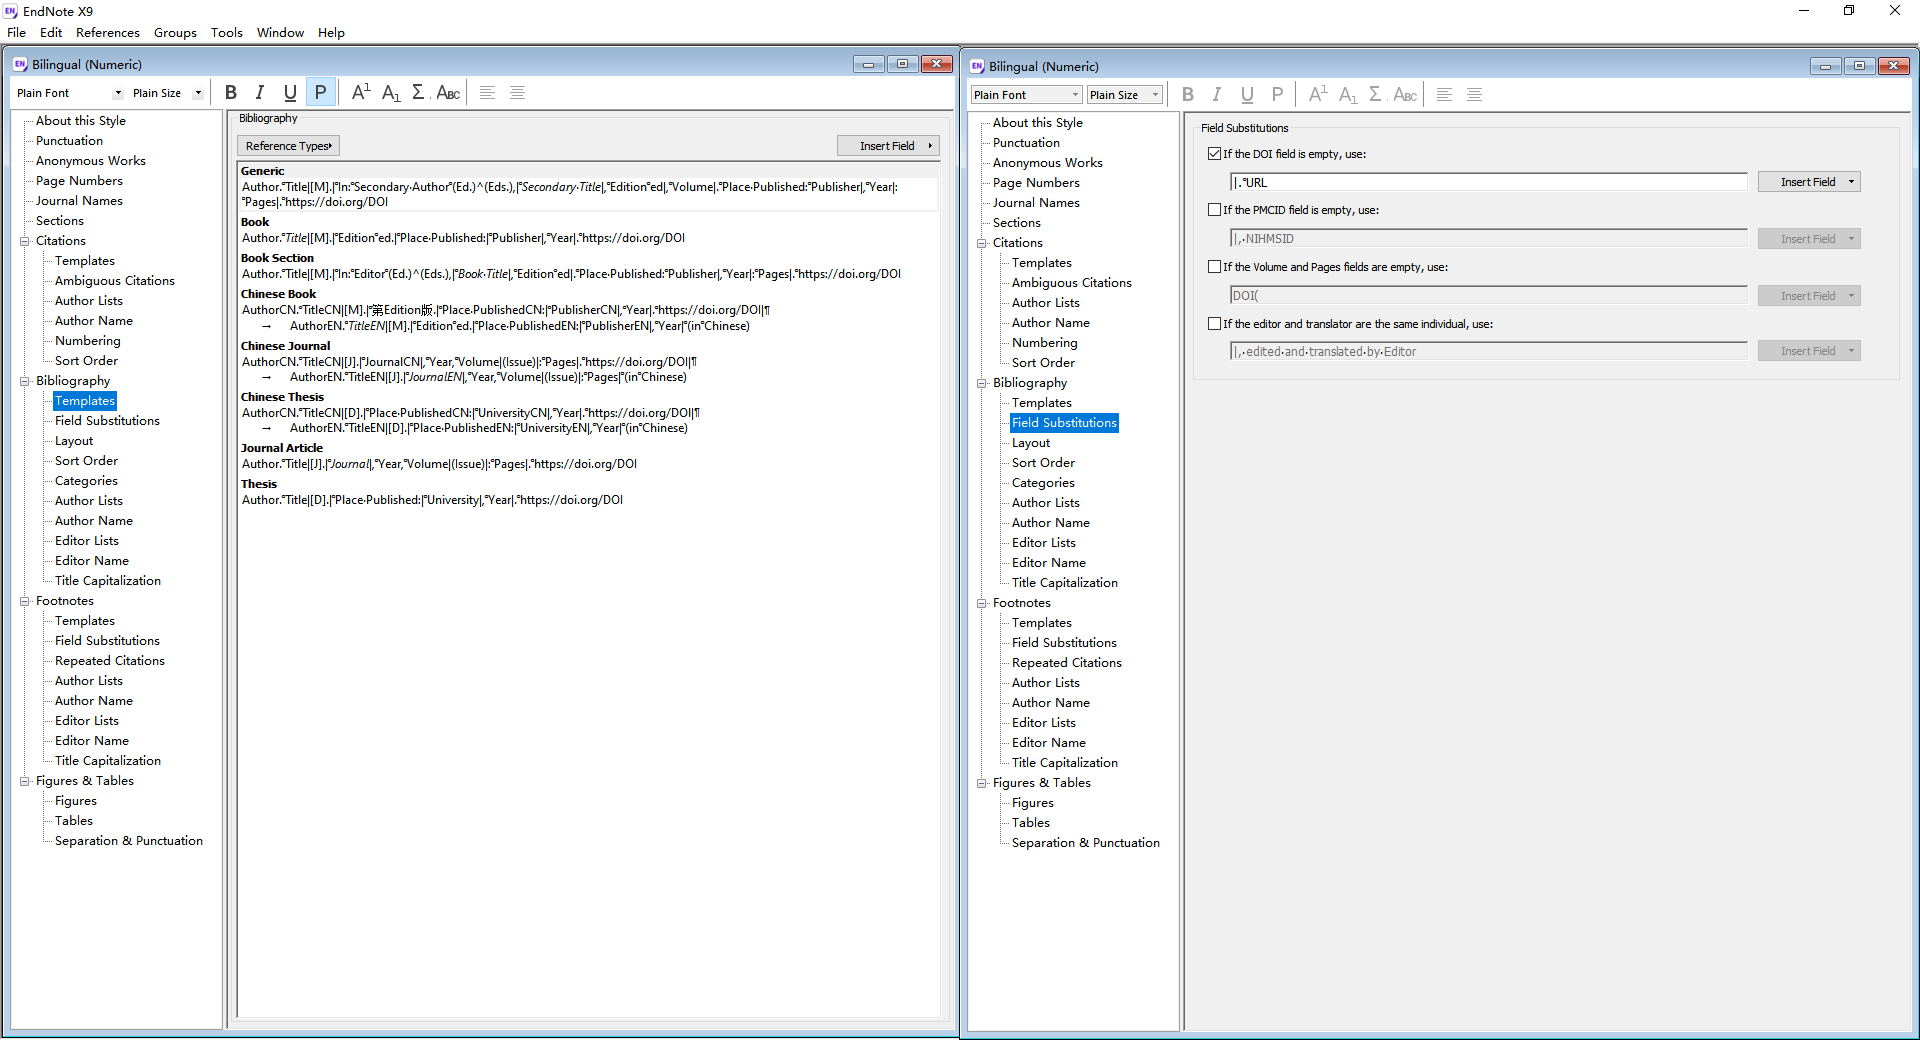 EndNote X9
File Edit References Groups Tools Window Help
Bilingual (Numeric)
Plain Font Plain Size B I U P A1 A1 Σ ABC
About this Style
Punctuation
Anonymous Works
Page Numbers
Journal Names
Sections
Citations
Templates
Ambiguous Citations
Author Lists
Author Name
Numbering
Sort Order
Bibliography
Templates
Field Substitutions
Layout
Sort Order
Categories
Author Lists
Author Name
Editor Lists
Editor Name
Title Capitalization
Footnotes
Templates
Field Substitutions
Repeated Citations
Author Lists
Author Name
Editor Lists
Editor Name
Title Capitalization
Figures & Tables
Figures
Tables
Separation & Punctuation
Bibliography
Reference Types Insert Field
Generic
Author.°Title|[M].|°In:°Secondary·Author°(Ed.)^(Eds.),|°Secondary·Title|,°Edition°ed|,°Volume|.°Place·Published:°Publisher|,°Year|:
°Pages|.°https://doi.org/DOI
Book
Author.°Title|[M].|°Edition°ed.|°Place·Published:|°Publisher|,°Year|.°https://doi.org/DOI
Book Section
Author.°Title|[M].|°In:°Editor°(Ed.)^(Eds.),|°Book·Title|,°Edition°ed|.°Place·Published:°Publisher|,°Year|:°Pages|.°https://doi.org/DOI
Chinese Book
AuthorCN.°TitleCN|[M].|°第Edition版.|°Place·PublishedCN:|°PublisherCN|,°Year|.°https://doi.org/DOI|¶
→ AuthorEN.°TitleEN|[M].|°Edition°ed.|°Place·PublishedEN:|°PublisherEN|,°Year|°(in°Chinese)
Chinese Journal
AuthorCN.°TitleCN|[J].|°JournalCN|,°Year,°Volume|(Issue)|:°Pages|.°https://doi.org/DOI|¶
→ AuthorEN.°TitleEN|[J].|°JournalEN|,°Year,°Volume|(Issue)|:°Pages|°(in°Chinese)
Chinese Thesis
AuthorCN.°TitleCN|[D].|°Place·PublishedCN:|°UniversityCN|,°Year|.°https://doi.org/DOI|¶
→ AuthorEN.°TitleEN|[D].|°Place·PublishedEN:|°UniversityEN|,°Year|°(in°Chinese)
Journal Article
Author.°Title|[J].|°Journal|,°Year,°Volume|(Issue)|:°Pages|.°https://doi.org/DOI
Thesis
Author.°Title|[D].|°Place·Published:|°University|,°Year|.°https://doi.org/DOI
Bilingual (Numeric)
Plain Font Plain Size B I U P A1 A1 Σ ABC
About this Style
Punctuation
Anonymous Works
Page Numbers
Journal Names
Sections
Citations
Templates
Ambiguous Citations
Author Lists
Author Name
Numbering
Sort Order
Bibliography
Templates
Field Substitutions
Layout
Sort Order
Categories
Author Lists
Author Name
Editor Lists
Editor Name
Title Capitalization
Footnotes
Templates
Field Substitutions
Repeated Citations
Author Lists
Author Name
Editor Lists
Editor Name
Title Capitalization
Figures & Tables
Figures
Tables
Separation & Punctuation
Field Substitutions
If the DOI field is empty, use:
|.°URL Insert Field
If the PMCID field is empty, use:
|,·NIHMSID Insert Field
If the Volume and Pages fields are empty, use:
DOI( Insert Field
If the editor and translator are the same individual, use:
|,·edited·and·translated·by·Editor Insert Field